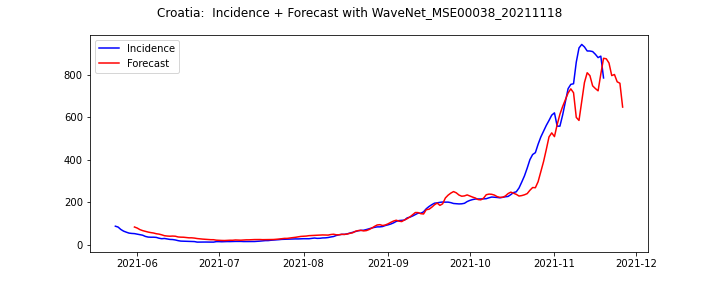 Croatia:  Incidence + Forecast with WaveNet_MSE00038_20211118
Incidence
Forecast
800
600
400
200
0
2021-06 2021-07 2021-08 2021-09 2021-10 2021-11 2021-12